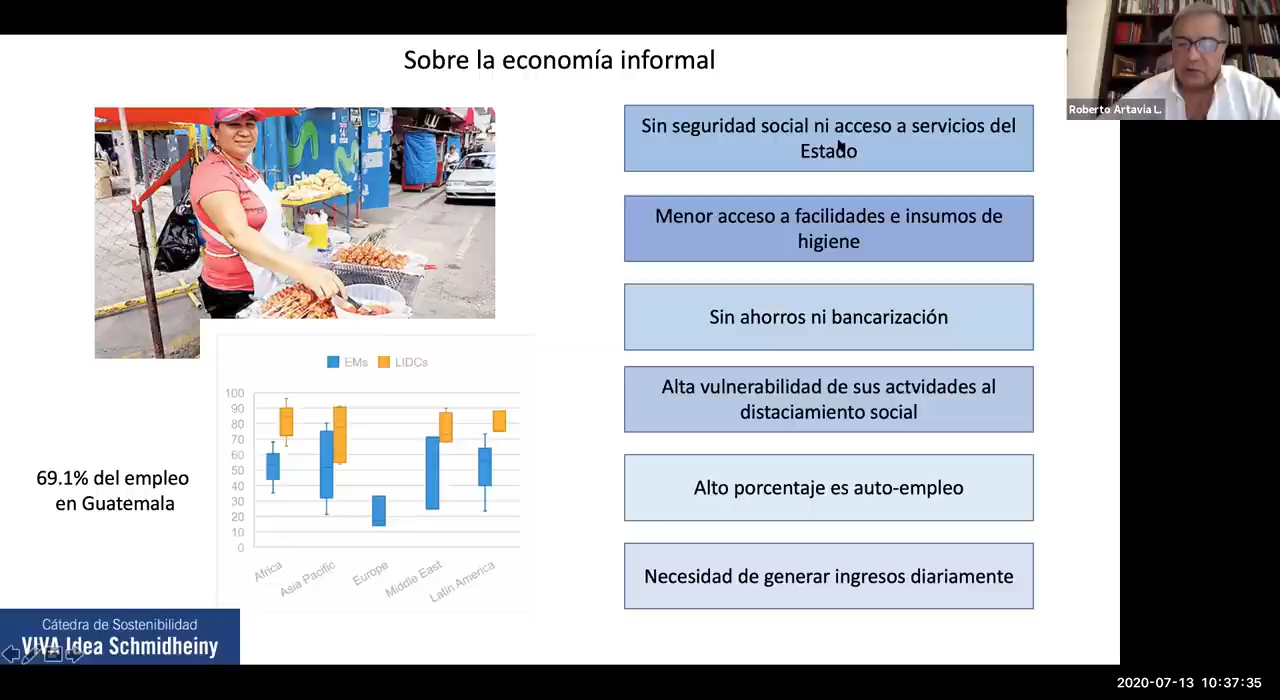 Sobre la economía informal
Roberto Artavia L.
Sin seguridad social ni acceso a servicios del
Estado
Menor acceso a facilidades e insumos de
higiene
Sin ahorros ni bancarización
Alta vulnerabilidad de sus actvidades al
distaciamiento social
Alto porcentaje es auto-empleo
Necesidad de generar ingresos diariamente
EMs LIDCs
100
90
80
70
60
50
40
30
20
10
0
Africa
Asia Pacific
Europe
Middle East
Latin America
69.1% del empleo
en Guatemala
Cátedra de Sostenibilidad
VIVA Idea Schmidheiny
2020-07-13 10:37:35